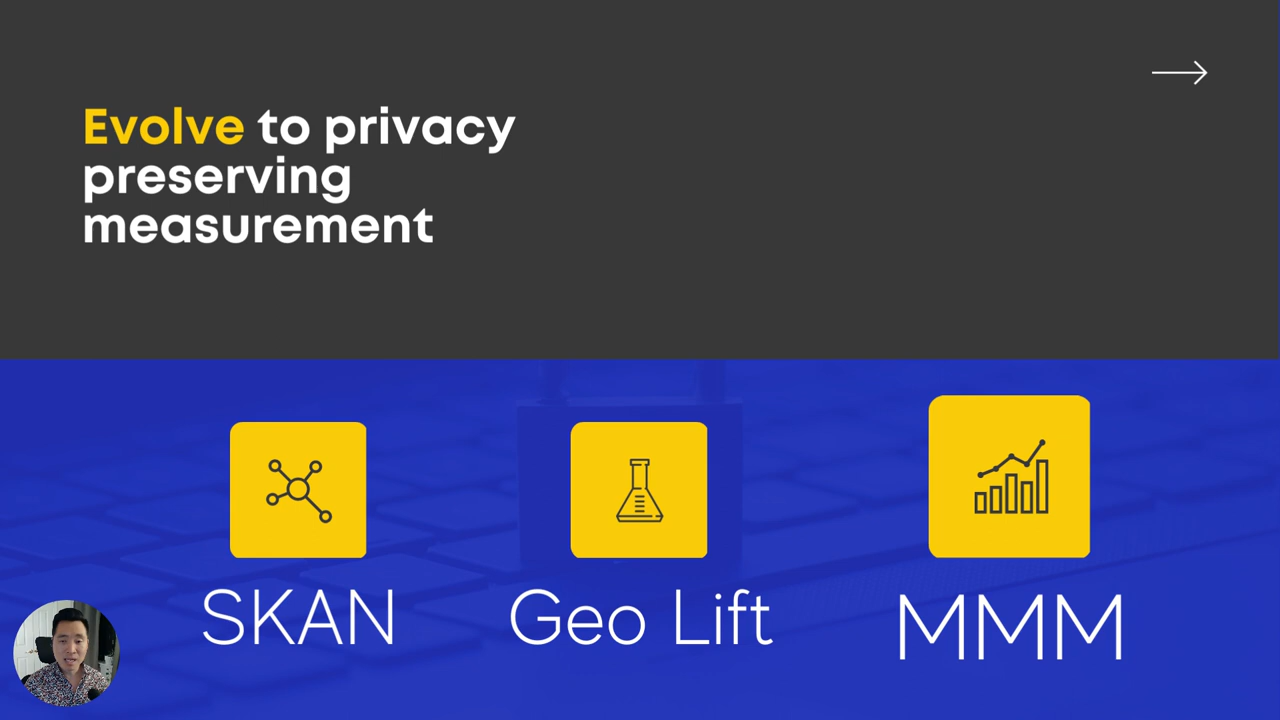 Evolve to privacy
preserving
measurement
SKAN
Geo Lift
MMM